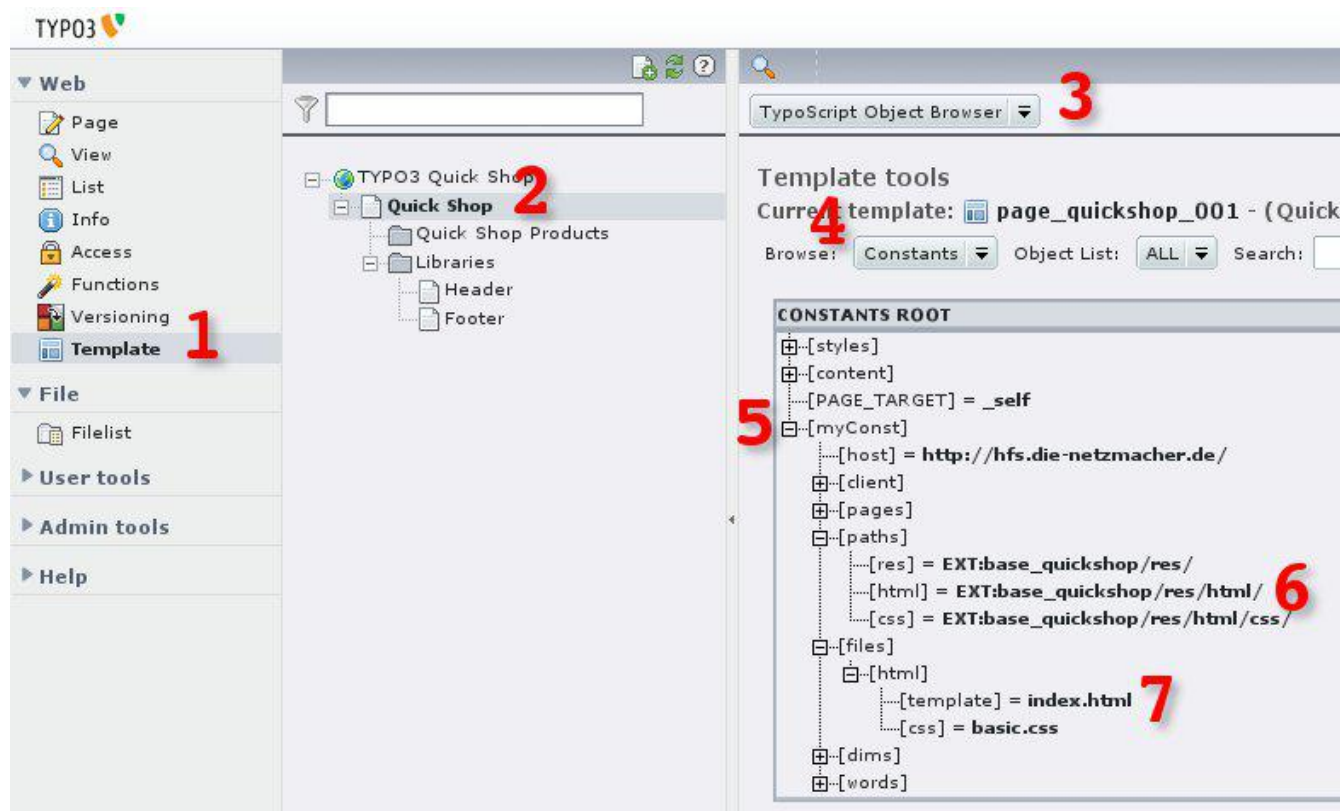 TYPO3
Web
Page
View
List
Info
Access
Functions
Versioning
1
Template
File
Filelist
User tools
Admin tools
Help
TYPO3 Quick Shop
2
Quick Shop
Quick Shop Products
Libraries
Header
Footer
TypoScript Object Browser
3
Template tools
Current template: page_quickshop_001 - (Quick
4
Browse: Constants Object List: ALL Search:
CONSTANTS ROOT
[styles]
[content]
[PAGE_TARGET] = _self
5
[myConst]
[host] = http://hfs.die-netzmacher.de/
[client]
[pages]
[paths]
[res] = EXT:base_quickshop/res/
[html] = EXT:base_quickshop/res/html/
6
[css] = EXT:base_quickshop/res/html/css/
[files]
[html]
[template] = index.html
7
[css] = basic.css
[dims]
[words]